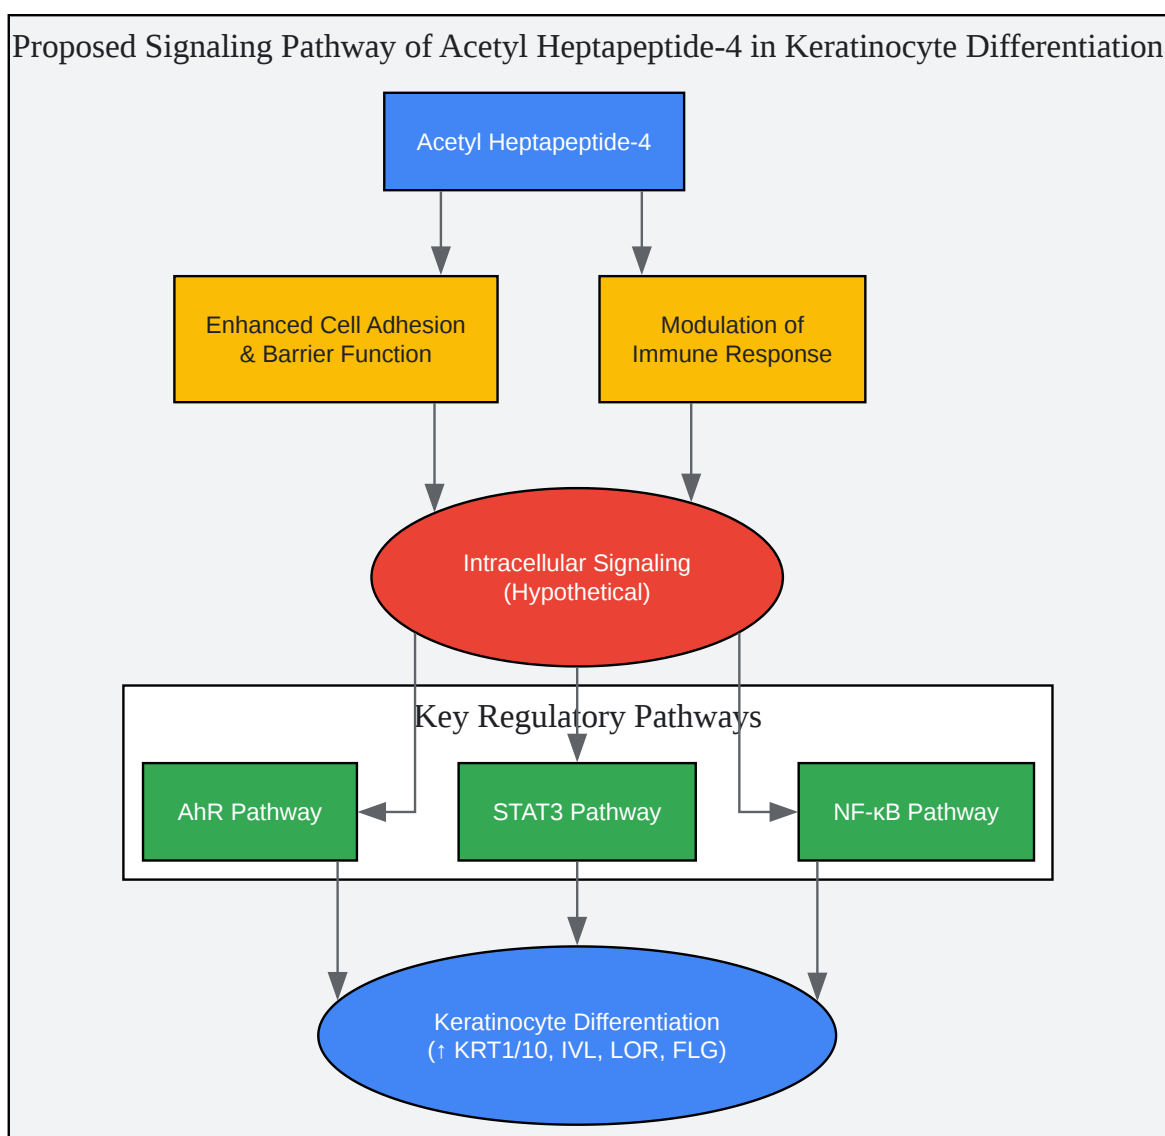 Proposed Signaling Pathway of Acetyl Heptapeptide-4 in Keratinocyte Differentiation
Acetyl Heptapeptide-4
Enhanced Cell Adhesion
& Barrier Function
Modulation of
Immune Response
Intracellular Signaling
(Hypothetical)
Key Regulatory Pathways
AhR Pathway
STAT3 Pathway
NF-κB Pathway
Keratinocyte Differentiation
(↑ KRT1/10, IVL, LOR, FLG)